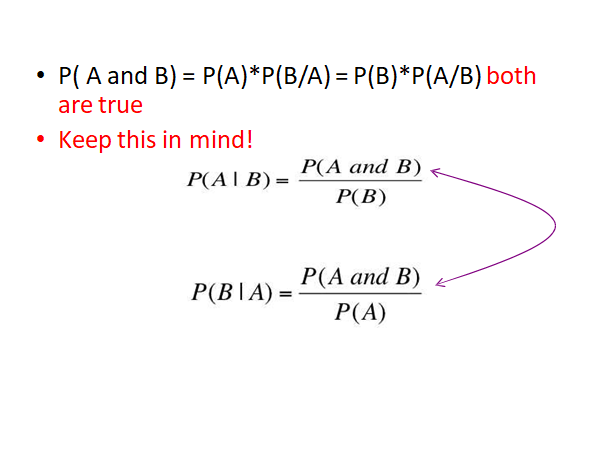 • P( A and B) = P(A)*P(B/A) = P(B)*P(A/B) both
are true
• Keep this in mind!
P(A | B) = P(A and B) / P(B)
P(B | A) = P(A and B) / P(A)